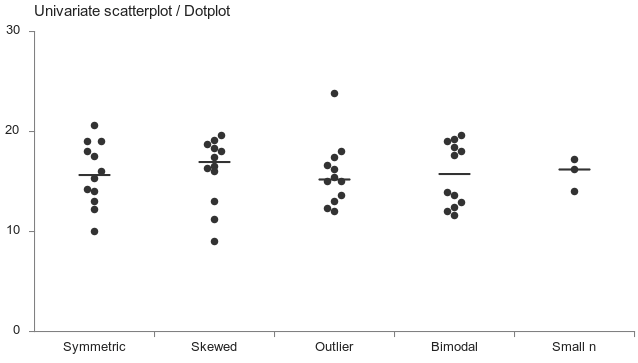 Univariate scatterplot / Dotplot
30
20
10
0
Symmetric Skewed Outlier Bimodal Small n